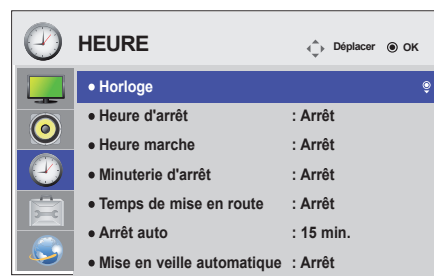 HEURE
Déplacer OK
• Horloge
• Heure d'arrêt : Arrêt
• Heure marche : Arrêt
• Minuterie d'arrêt : Arrêt
• Temps de mise en route : Arrêt
• Arrêt auto : 15 min.
• Mise en veille automatique : Arrêt